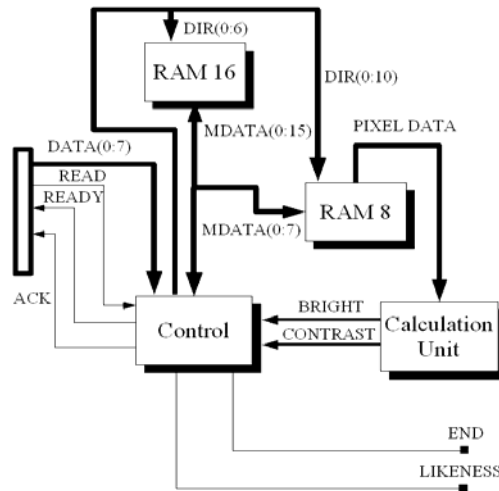 DIR(0:6)
RAM 16
DIR(0:10)
MDATA(0:15)
PIXEL DATA
DATA(0:7)
READ
READY
RAM 8
MDATA(0:7)
ACK
Control
BRIGHT
CONTRAST
Calculation
Unit
END
LIKENESS